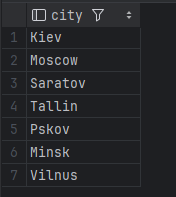 city
1 Kiev
2 Moscow
3 Saratov
4 Tallin
5 Pskov
6 Minsk
7 Vilnus